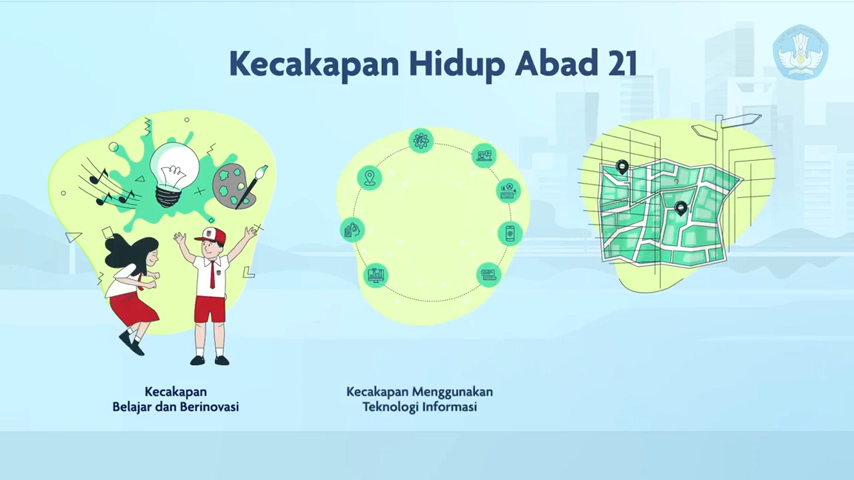 Kecakapan Hidup Abad 21
Kecakapan
Belajar dan Berinovasi
Kecakapan Menggunakan
Teknologi Informasi